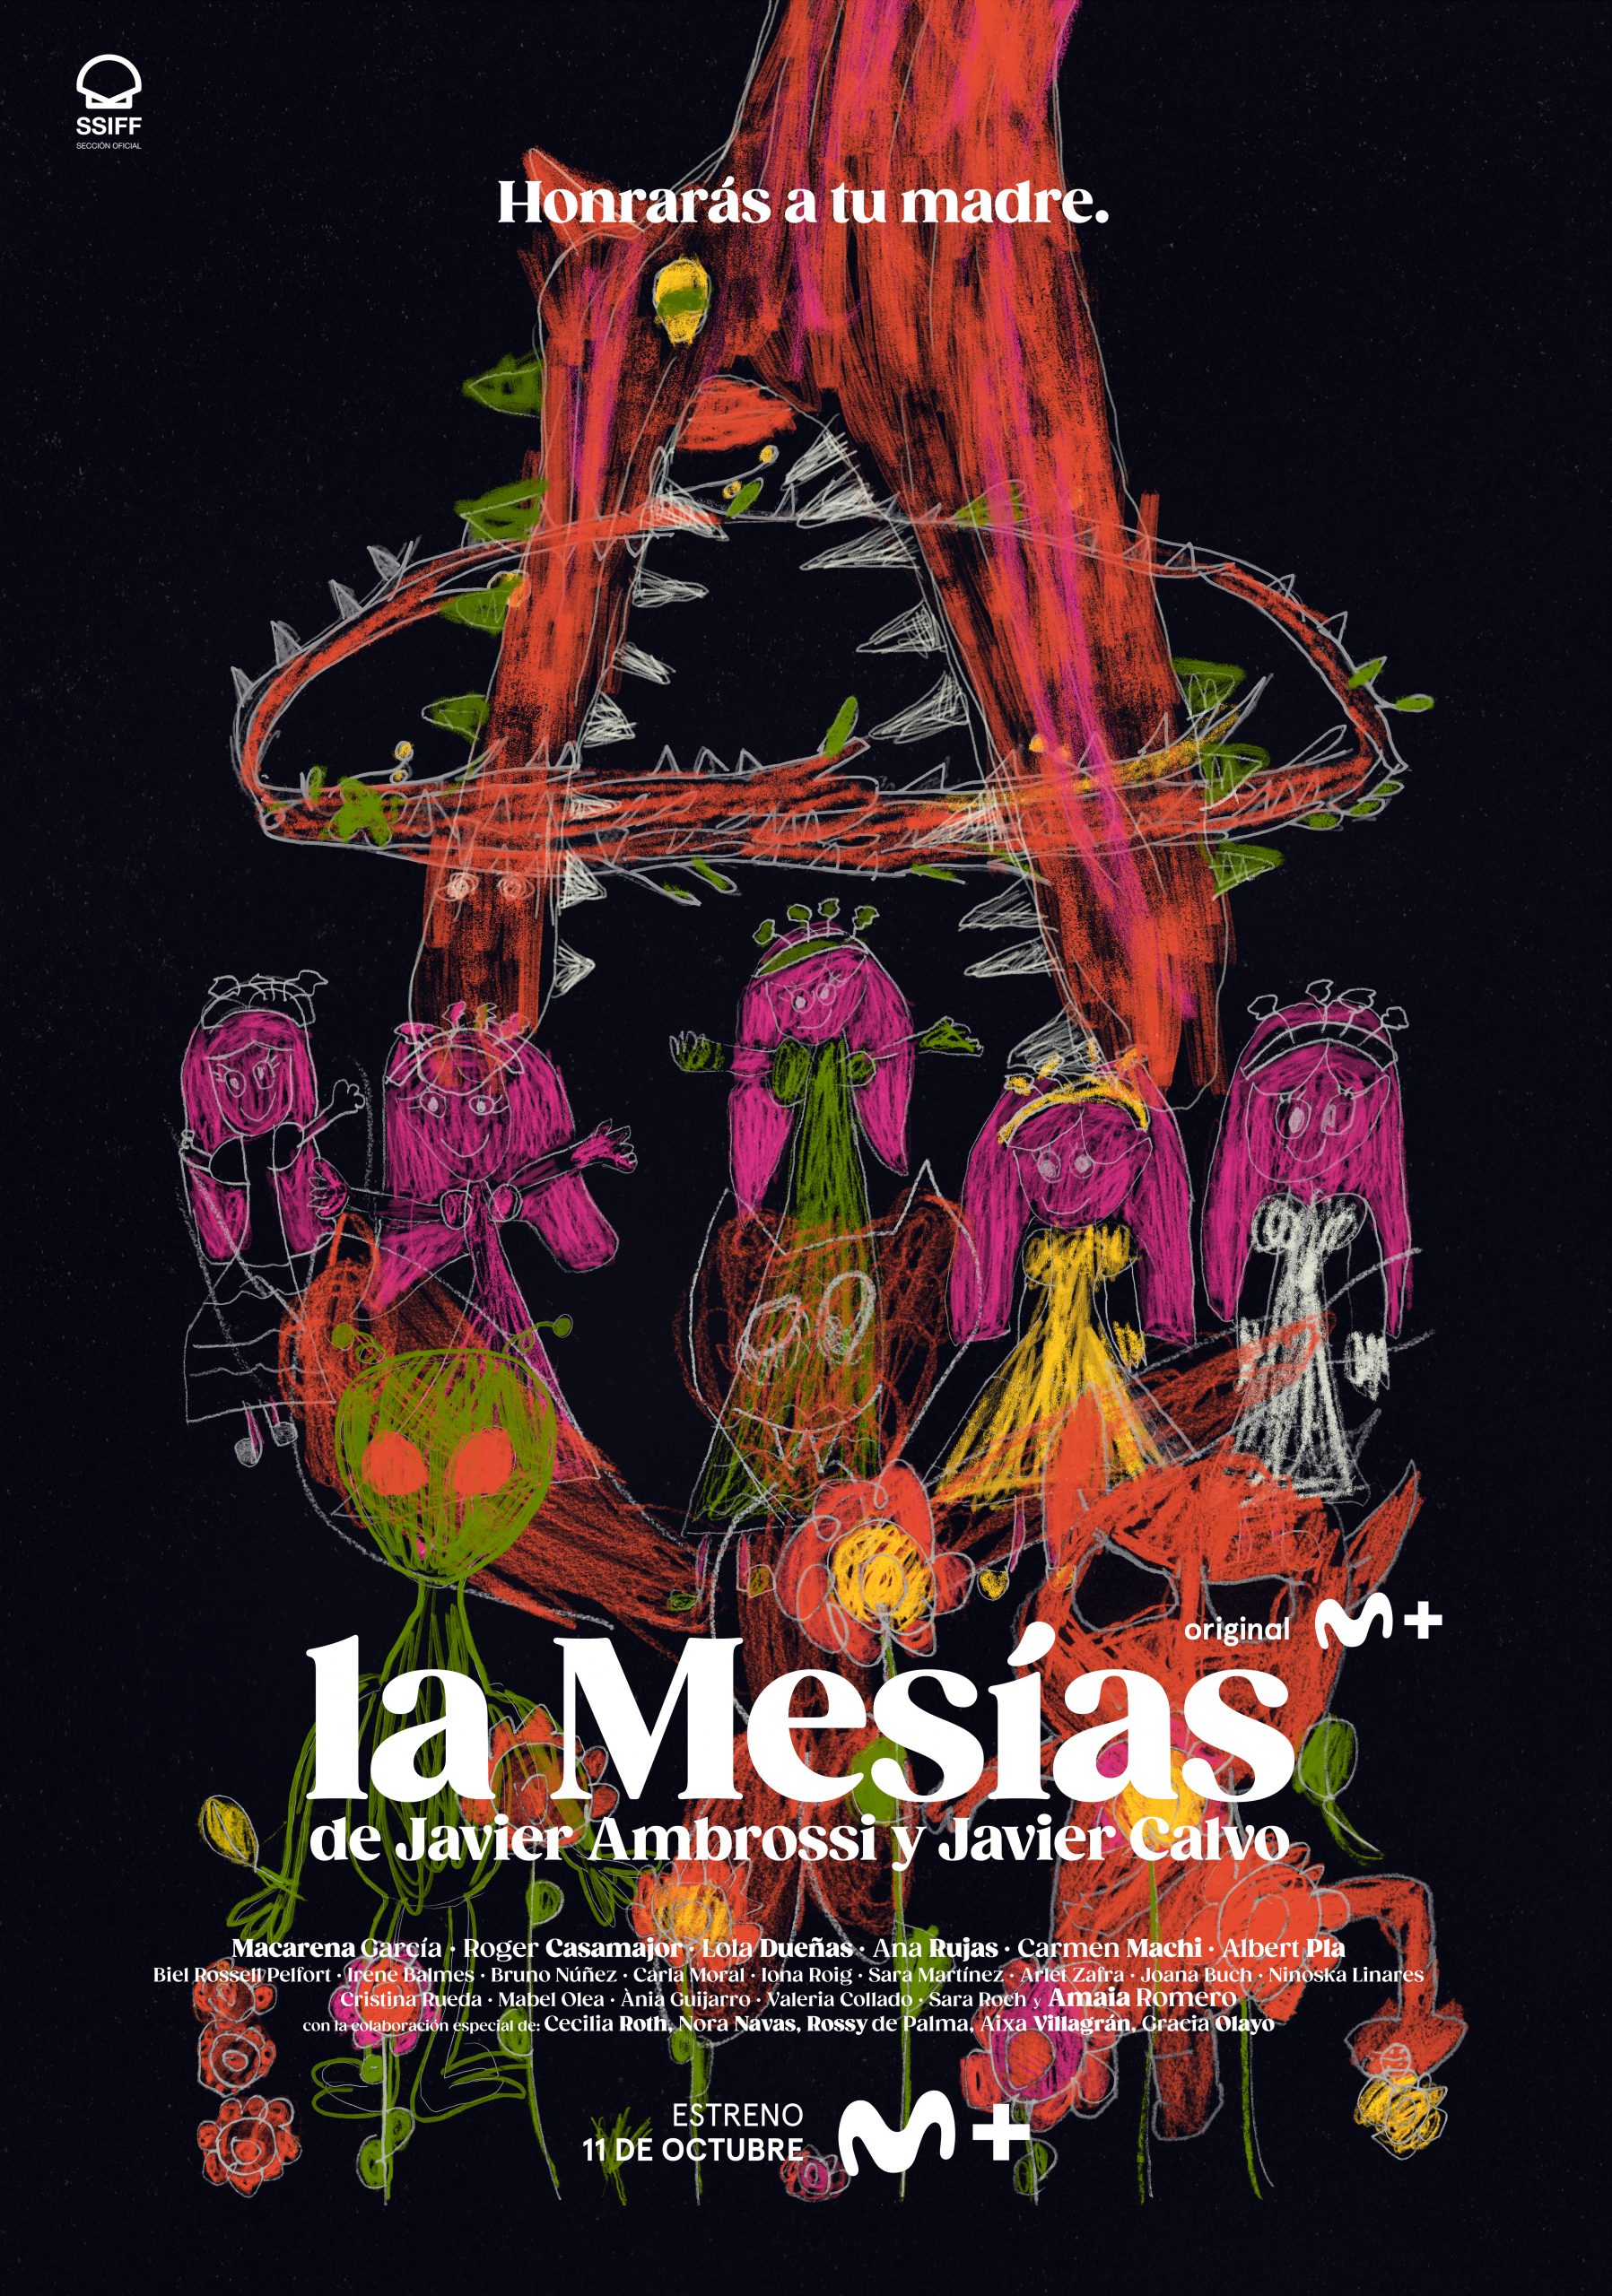 SSIFF
SECCIÓN OFICIAL
Honrarás a tu madre.
original M+
la Mesías
de Javier Ambrossi y Javier Calvo
Macarena García · Roger Casamajor · Lola Dueñas · Ana Rujas · Carmen Machi · Albert Pla
Biel Rossell Pelfort · Irene Balmes · Bruno Núñez · Carla Moral · Iona Roig · Sara Martínez · Arlet Zafra · Joana Buch · Ninoska Linares
Cristina Rueda · Mabel Olea · Ània Guijarro · Valeria Collado · Sara Roch y Amaia Romero
con la colaboración especial de: Cecilia Roth, Nora Navas, Rossy de Palma, Aixa Villagrán, Gracia Olayo
ESTRENO
11 DE OCTUBRE
M+